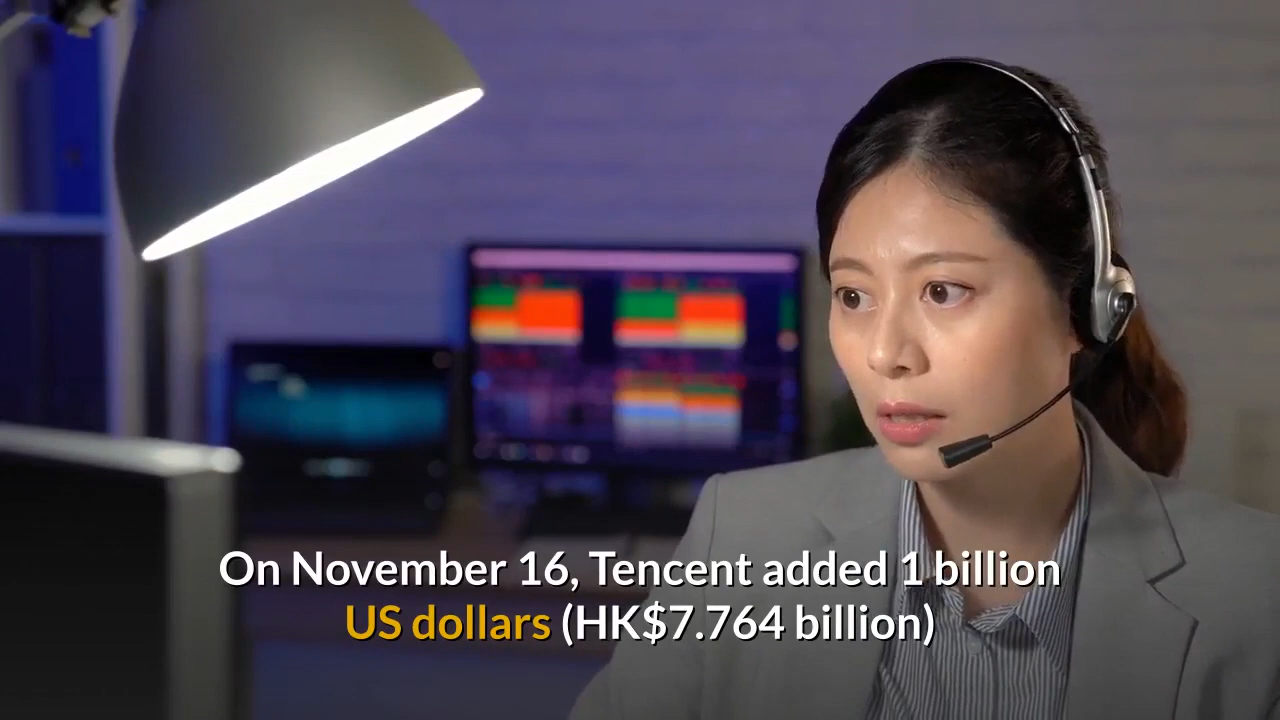 On November 16, Tencent added 1 billion
US dollars (HK$7.764 billion)